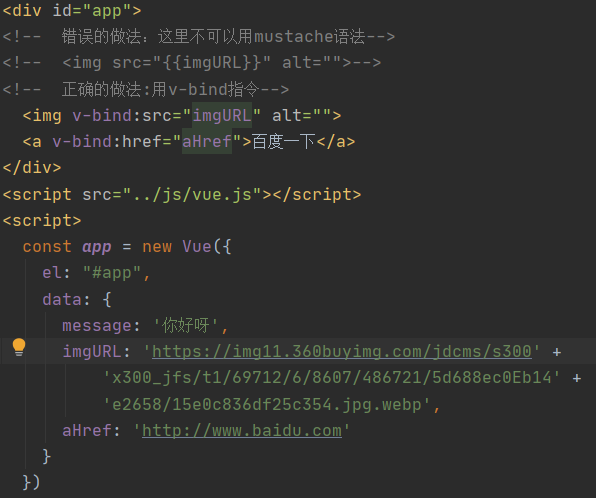 <div id="app">
<!--  错误的做法：这里不可以用mustache语法-->
<!--  <img src="{{imgURL}}" alt="">-->
<!--  正确的做法:用v-bind指令-->
  <img v-bind:src="imgURL" alt="">
  <a v-bind:href="aHref">百度一下</a>
</div>
<script src="../js/vue.js"></script>
<script>
  const app = new Vue({
    el: "#app",
    data: {
      message: '你好呀',
      imgURL: 'https://img11.360buyimg.com/jdcms/s300' +
          'x300_jfs/t1/69712/6/8607/486721/5d688ec0Eb14' +
          'e2658/15e0c836df25c354.jpg.webp',
      aHref: 'http://www.baidu.com'
    }
  })